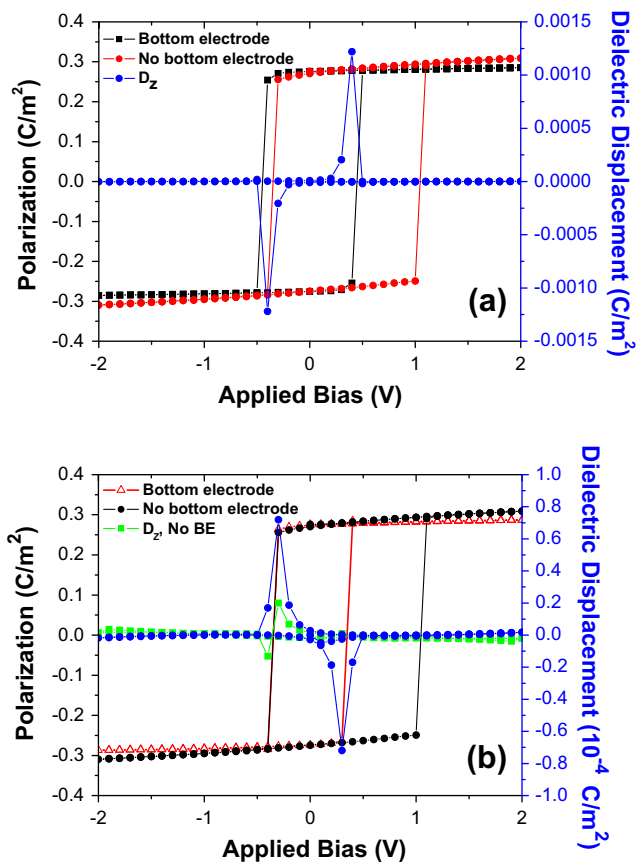 0.4
0.3
0.2
0.1
0.0
-0.1
-0.2
-0.3
-0.4
Polarization (C/m²)
Bottom electrode
No bottom electrode
D_z
(a)
0.0015
0.0010
0.0005
0.0000
-0.0005
-0.0010
-0.0015
Dielectric Displacement (C/m²)
-2 -1 0 1 2
Applied Bias (V)
0.4
0.3
0.2
0.1
0.0
-0.1
-0.2
-0.3
-0.4
Polarization (C/m²)
Bottom electrode
No bottom electrode
D_z, No BE
(b)
1.0
0.8
0.6
0.4
0.2
0.0
-0.2
-0.4
-0.6
-0.8
-1.0
Dielectric Displacement (10⁻⁴ C/m²)
-2 -1 0 1 2
Applied Bias (V)